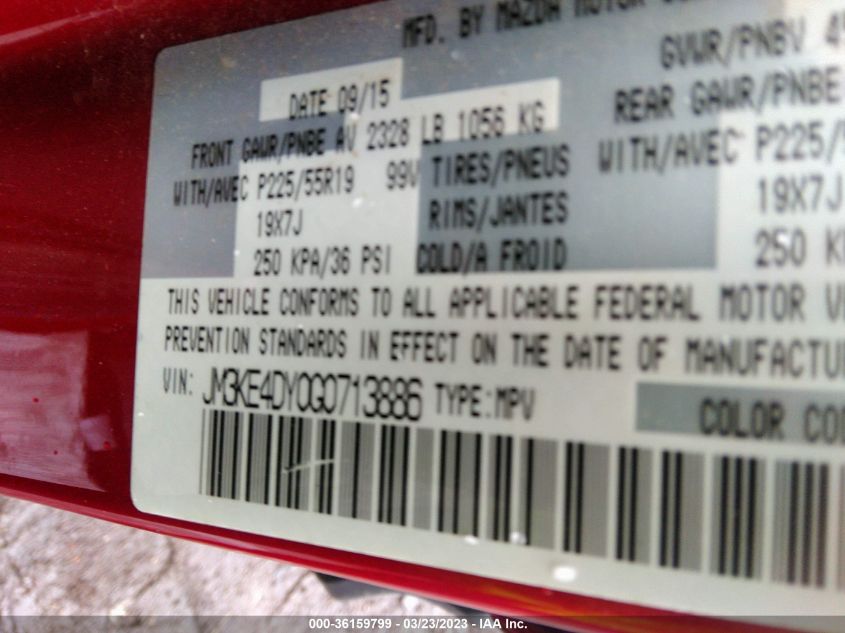 MFD. BY MAZDA MOTOR
DATE 09/15
GVWR/PNBV
FRONT GAWR/PNBE AV 2328 LB 1056 KG
REAR GAWR/PNBE
WITH/AVEC P225/55R19 99V TIRES/PNEUS WITH/AVEC P225/
19X7J RIMS/JANTES 19X7J
250 KPA/36 PSI COLD/A FROID 250
THIS VEHICLE CONFORMS TO ALL APPLICABLE FEDERAL MOTOR
PREVENTION STANDARDS IN EFFECT ON THE DATE OF
VIN: JM3KE4DY0G0713886 TYPE:MPV
COLOR
000-36159799 - 03/23/2023 - IAA Inc.